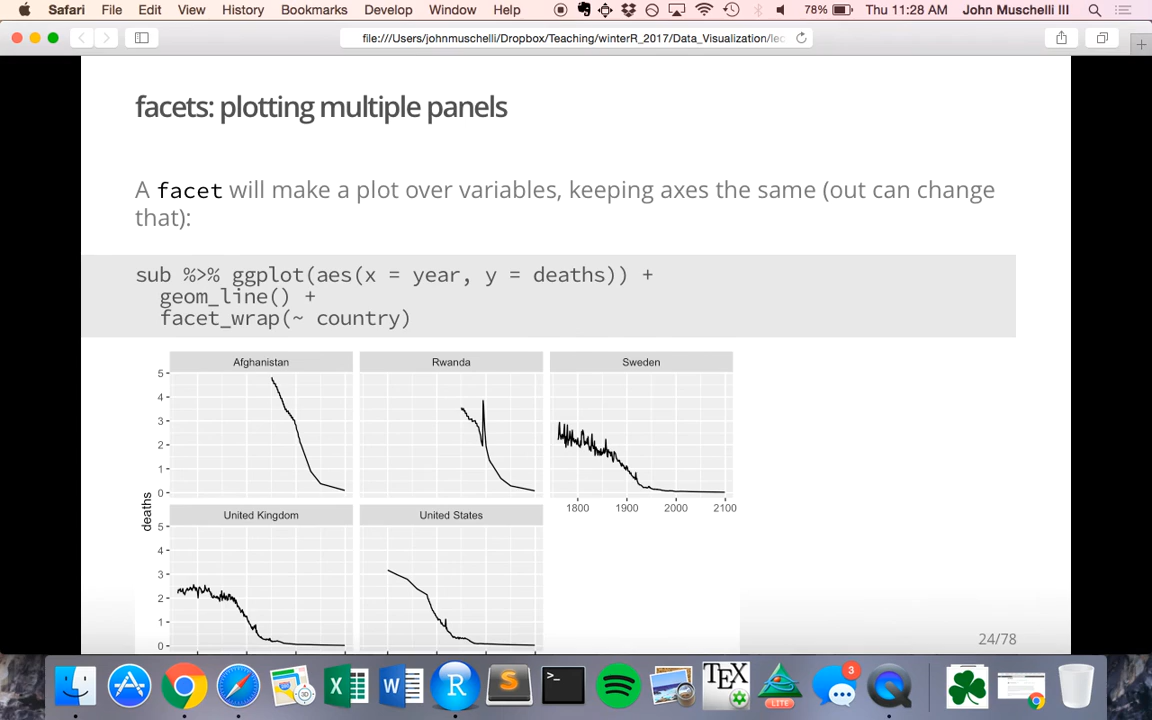 Safari File Edit View History Bookmarks Develop Window Help 78% Thu 11:28 AM John Muschelli III
file:///Users/johnmuschelli/Dropbox/Teaching/winterR_2017/Data_Visualization/lec
facets: plotting multiple panels
A facet will make a plot over variables, keeping axes the same (out can change
that):
sub %>% ggplot(aes(x = year, y = deaths)) +
geom_line() +
facet_wrap(~ country)
Afghanistan Rwanda Sweden
5
4
3
2
1
0
1800 1900 2000 2100
deaths
United Kingdom United States
5
4
3
2
1
0
24/78
X W R S >_ TEX LITE 3